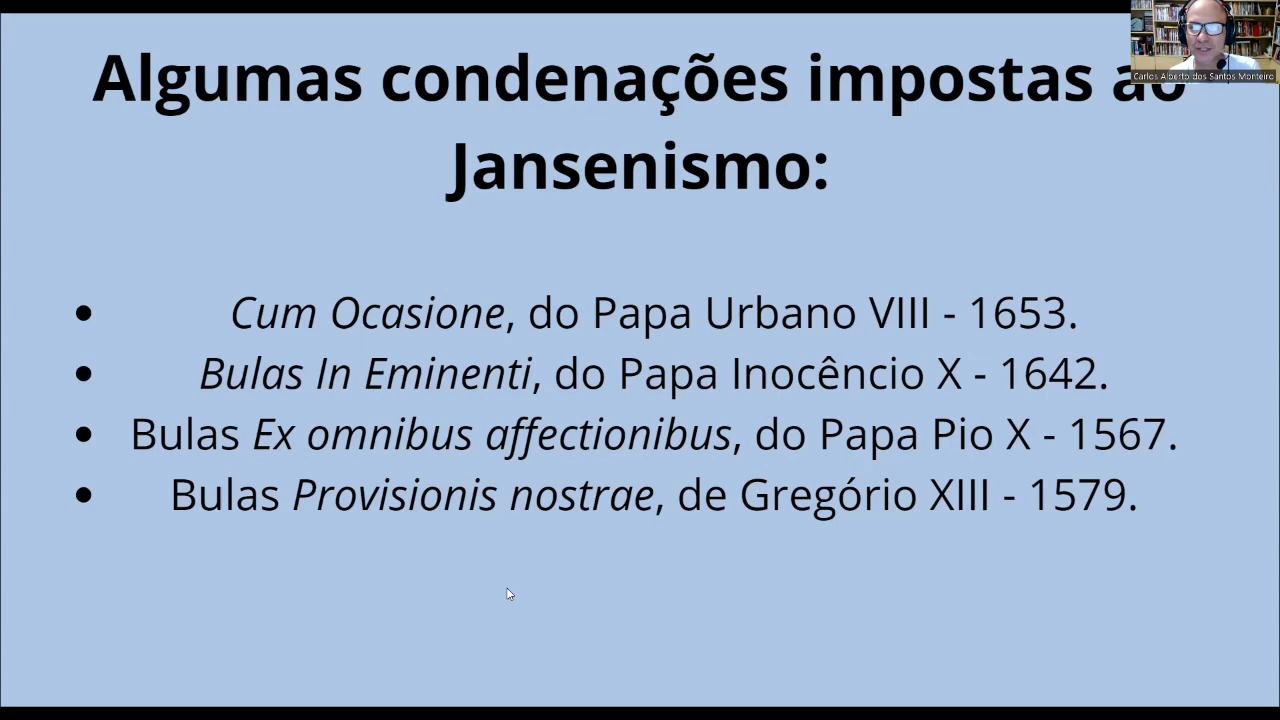 Algumas condenações impostas ao
Jansenismo:
Carlos Alberto dos Santos Monteiro
• Cum Ocasione, do Papa Urbano VIII - 1653.
• Bulas In Eminenti, do Papa Inocêncio X - 1642.
• Bulas Ex omnibus affectionibus, do Papa Pio X - 1567.
• Bulas Provisionis nostrae, de Gregório XIII - 1579.